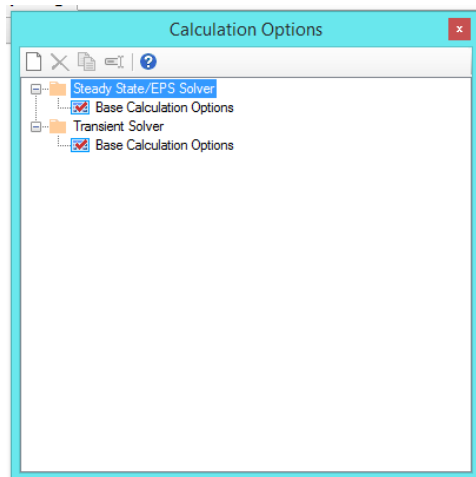 Calculation Options
Steady State/EPS Solver
Base Calculation Options
Transient Solver
Base Calculation Options